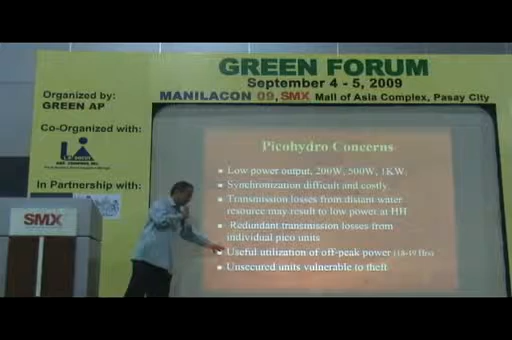 GREEN FORUM
September 4 - 5, 2009
MANILACON 09, SMX Mall of Asia Complex, Pasay City
Organized by:
GREEN AP
Co-Organized with:
In Partnership with:
SMX
Picohydro Concerns
Low power output, 200W, 500W, 1KW.
Synchronization difficult and costly.
Transmission losses from distant water
resource may result to low power at HH
Redundant transmission losses from
individual pico units
Useful utilization of off-peak power (18-19 Hrs)
Unsecured units vulnerable to theft